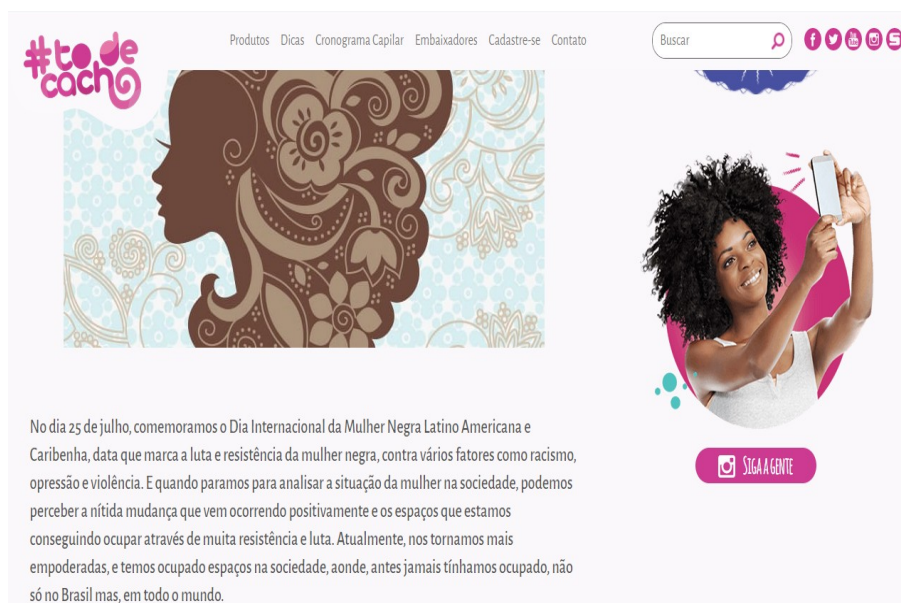 #to de
cacho
Produtos Dicas Cronograma Capilar Embaixadores Cadastre-se Contato
Buscar
SIGA A GENTE
No dia 25 de julho, comemoramos o Dia Internacional da Mulher Negra Latino Americana e
Caribenha, data que marca a luta e resistência da mulher negra, contra vários fatores como racismo,
opressão e violência. E quando paramos para analisar a situação da mulher na sociedade, podemos
perceber a nítida mudança que vem ocorrendo positivamente e os espaços que estamos
conseguindo ocupar através de muita resistência e luta. Atualmente, nos tornamos mais
empoderadas, e temos ocupado espaços na sociedade, aonde, antes jamais tínhamos ocupado, não
só no Brasil mas, em todo o mundo.